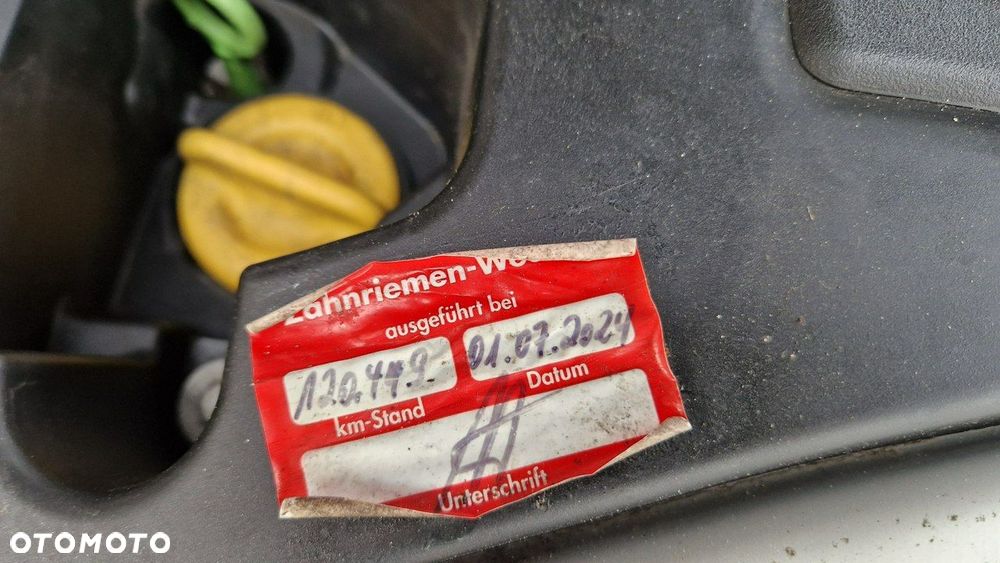 Zahnriemen-We
ausgeführt bei
120.449 01.07.2024
km-Stand Datum
Unterschrift
OTOMOTO